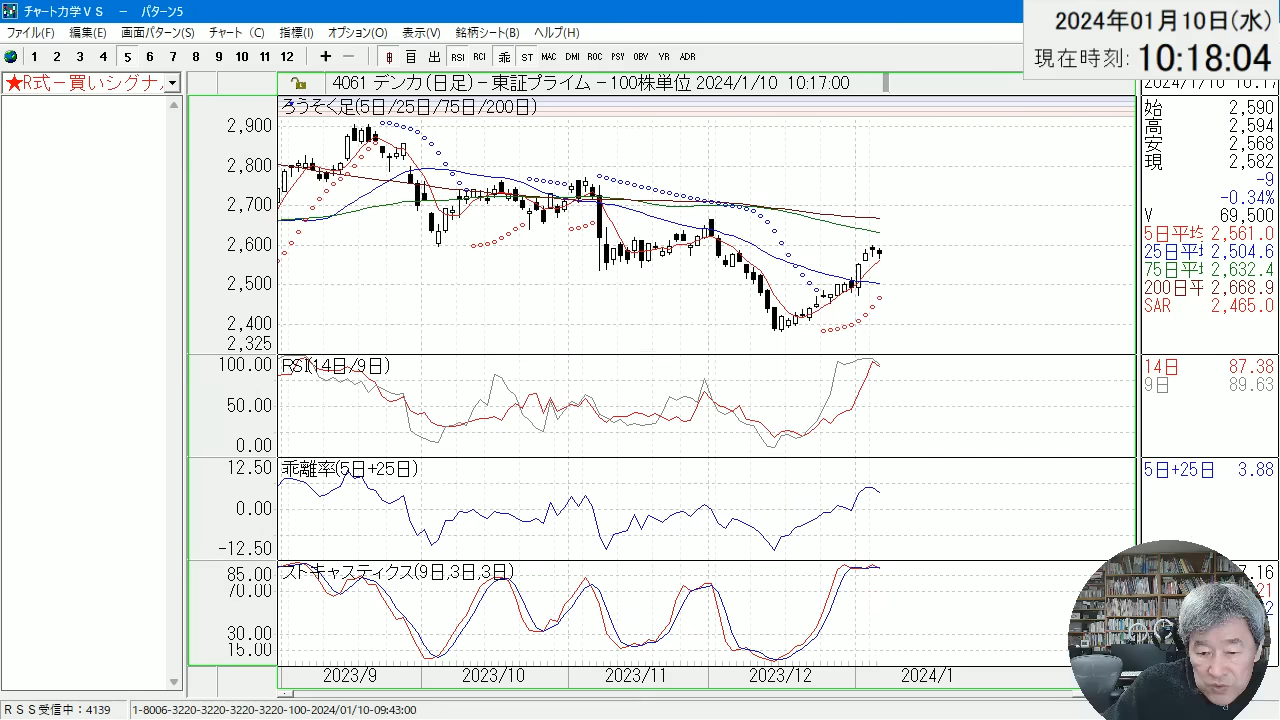 チャート力学VS － パターン5
ファイル(F) 編集(E) 画面パターン(S) チャート (C) 指標(I) オプション(O) 表示(V) 銘柄シート(B) ヘルプ(H)
2024年01月10日(水)
現在時刻: 10:18:04
1 2 3 4 5 6 7 8 9 10 11 12 ＋ － 日 出 RSI RCI 乖 ST MAC DMI ROC PSY OBV VR ADR
★R式－買いシグナ
4061 デンカ(日足)－東証プライム －100株単位 2024/1/10 10:17:00
ろうそく足(5日/25日/75日/200日)
2,900
2,800
2,700
2,600
2,500
2,400
2,325
始 2,590
高 2,594
安 2,568
現 2,582
-9
-0.34%
V 69,500
5日平均 2,561.0
25日平均 2,504.6
75日平均 2,632.4
200日平 2,668.9
SAR 2,465.0
RSI(14日/9日)
100.00
50.00
0.00
14日 87.38
9日 89.63
乖離率(5日+25日)
12.50
0.00
-12.50
5日+25日 3.88
ストキャスティクス(9日,3日,3日)
85.00
70.00
30.00
15.00
2023/9 2023/10 2023/11 2023/12 2024/1
RSS受信中：4139 1-8006-3220-3220-3220-3220-100-2024/01/10-09:43:00